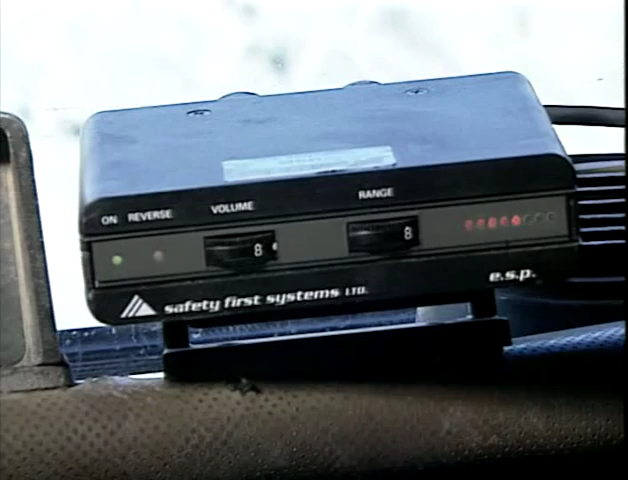 ON REVERSE VOLUME RANGE
8 8
e.s.p.
safety first systems LTD.